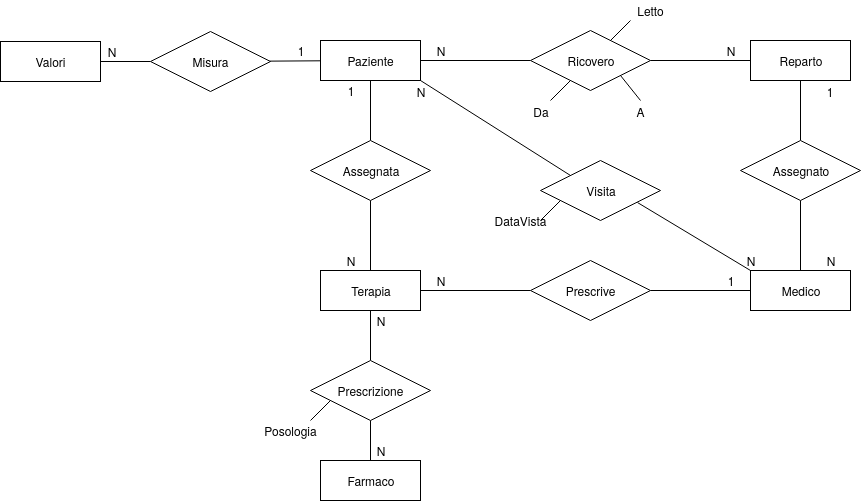 Letto
N
1
N
N
Valori
Misura
Paziente
Ricovero
Reparto
1
N
Da
A
1
Assegnata
Visita
Assegnato
DataVista
N
N
N
N
1
Terapia
Prescrive
Medico
N
Prescrizione
Posologia
N
Farmaco